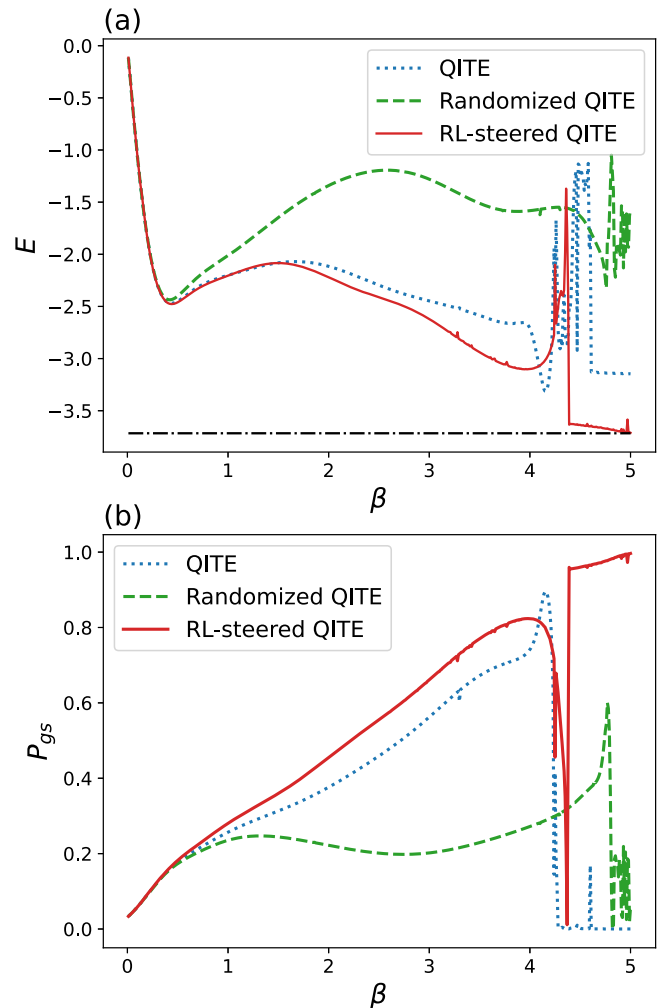 (a)
0.0
−0.5
−1.0
−1.5
−2.0
−2.5
−3.0
−3.5
E
QITE
Randomized QITE
RL-steered QITE
0 1 2 3 4 5
β
(b)
1.0
0.8
0.6
0.4
0.2
0.0
P_gs
QITE
Randomized QITE
RL-steered QITE
0 1 2 3 4 5
β